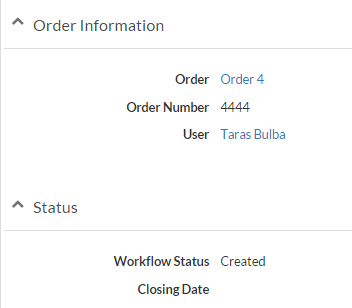 Order Information
Order Order 4
Order Number 4444
User Taras Bulba
Status
Workflow Status Created
Closing Date